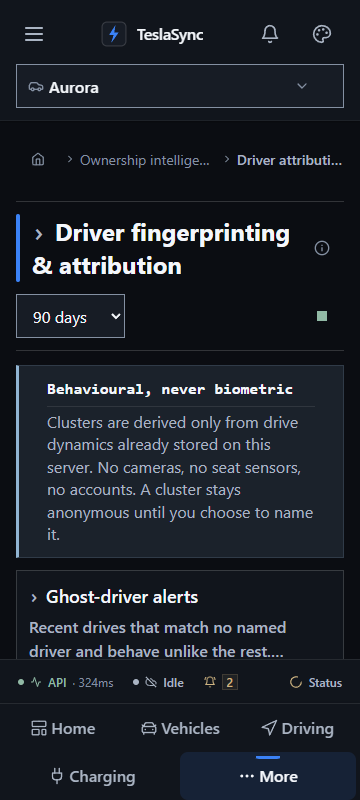 TeslaSync
Aurora
Ownership intellige... Driver attributi...
Driver fingerprinting
& attribution
90 days
Behavioural, never biometric
Clusters are derived only from drive
dynamics already stored on this
server. No cameras, no seat sensors,
no accounts. A cluster stays
anonymous until you choose to name
it.
Ghost-driver alerts
Recent drives that match no named
driver and behave unlike the rest....
API · 324ms Idle 2 Status
Home Vehicles Driving
Charging More